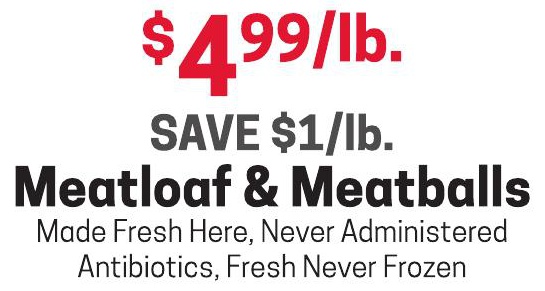 $4 99/lb.
SAVE $1/lb.
Meatloaf & Meatballs
Made Fresh Here, Never Administered
Antibiotics, Fresh Never Frozen